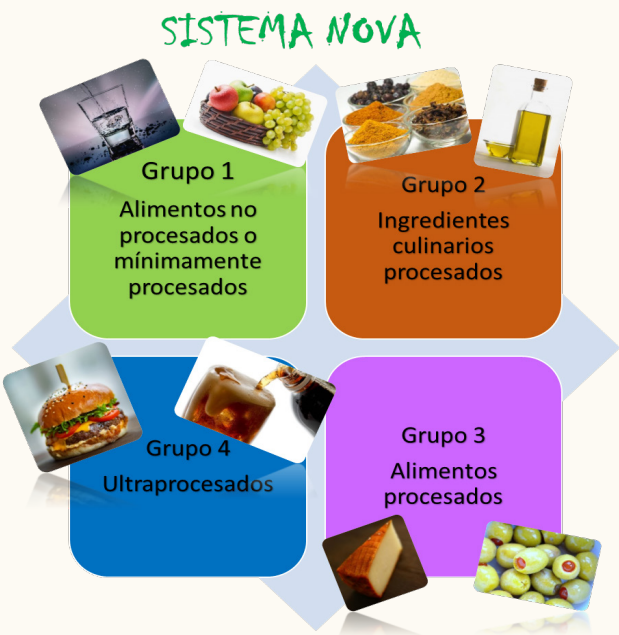 SISTEMA NOVA
Grupo 1
Alimentos no
procesados o
mínimamente
procesados
Grupo 2
Ingredientes
culinarios
procesados
Grupo 4
Ultraprocesados
Grupo 3
Alimentos
procesados